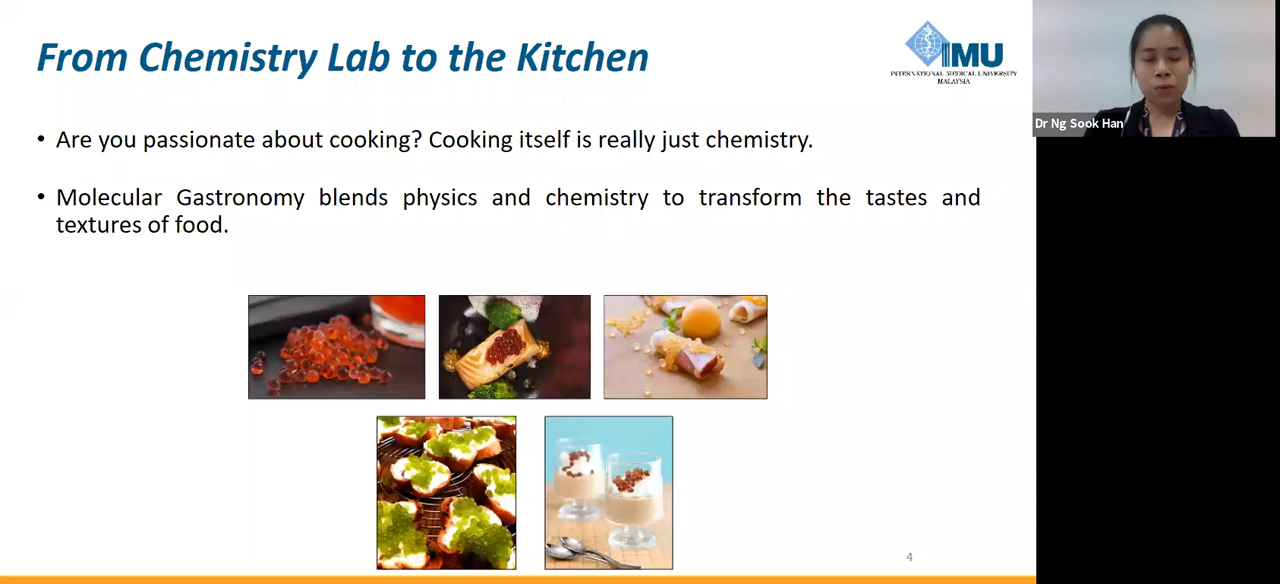 From Chemistry Lab to the Kitchen
IMU
INTERNATIONAL MEDICAL UNIVERSITY
MALAYSIA
Dr Ng Sook Han
• Are you passionate about cooking? Cooking itself is really just chemistry.
• Molecular Gastronomy blends physics and chemistry to transform the tastes and
textures of food.
4